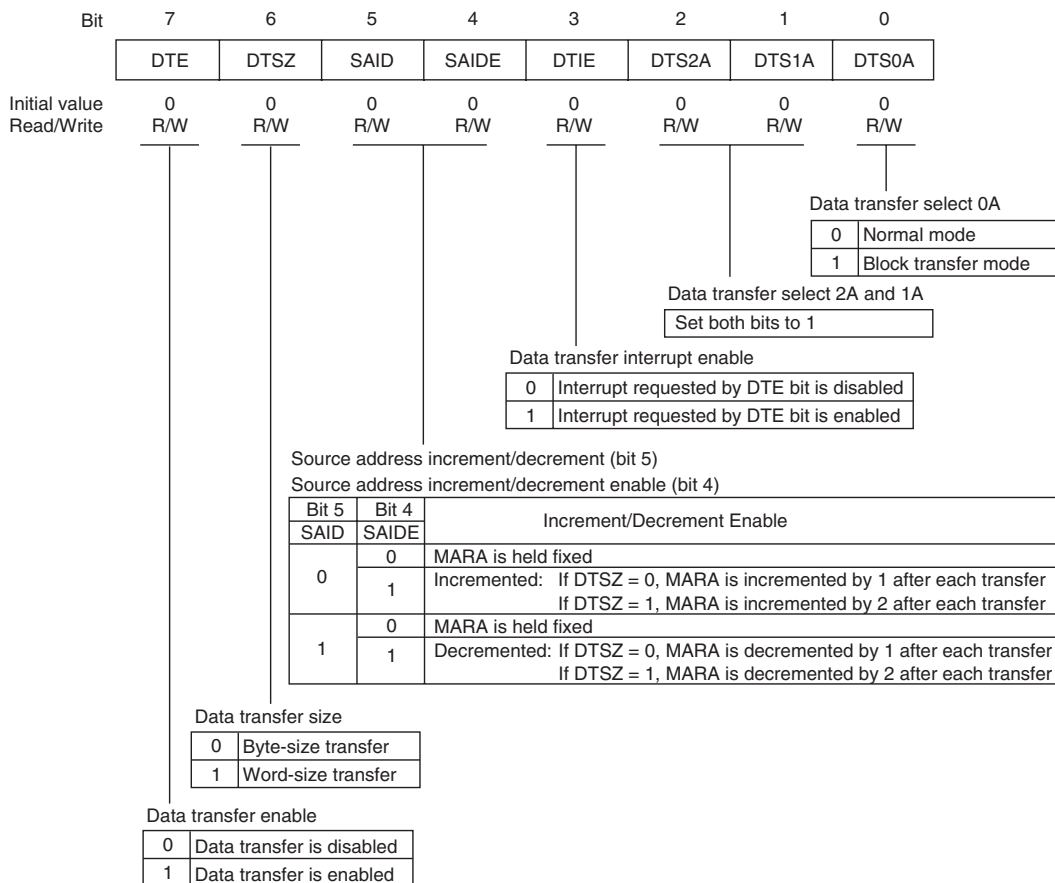 Bit 7 6 5 4 3 2 1 0
DTE DTSZ SAID SAIDE DTIE DTS2A DTS1A DTS0A
Initial value 0 0 0 0 0 0 0 0
Read/Write R/W R/W R/W R/W R/W R/W R/W R/W
Data transfer select 0A
0 Normal mode
1 Block transfer mode
Data transfer select 2A and 1A
Set both bits to 1
Data transfer interrupt enable
0 Interrupt requested by DTE bit is disabled
1 Interrupt requested by DTE bit is enabled
Source address increment/decrement (bit 5)
Source address increment/decrement enable (bit 4)
Bit 5 Bit 4 Increment/Decrement Enable
SAID SAIDE
0 0 MARA is held fixed
1 Incremented: If DTSZ = 0, MARA is incremented by 1 after each transfer
If DTSZ = 1, MARA is incremented by 2 after each transfer
1 0 MARA is held fixed
1 Decremented: If DTSZ = 0, MARA is decremented by 1 after each transfer
If DTSZ = 1, MARA is decremented by 2 after each transfer
Data transfer size
0 Byte-size transfer
1 Word-size transfer
Data transfer enable
0 Data transfer is disabled
1 Data transfer is enabled